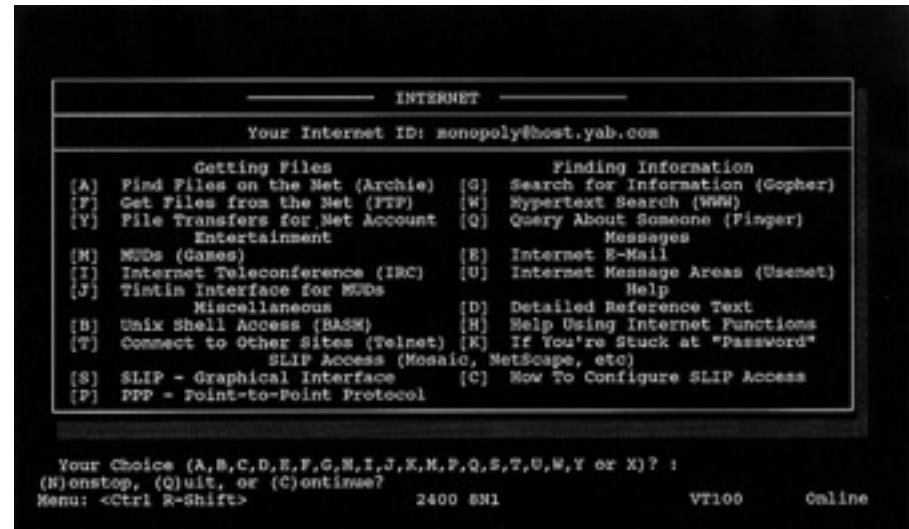 INTERNET
Your Internet ID: monopoly@host.yab.com
Getting Files Finding Information
[A] Find Files on the Net (Archie) [G] Search for Information (Gopher)
[F] Get Files from the Net (FTP) [W] Hypertext Search (WWW)
[Y] File Transfers for Net Account [Q] Query About Someone (Finger)
Entertainment Messages
[M] MUDs (Games) [E] Internet E-Mail
[I] Internet Teleconference (IRC) [U] Internet Message Areas (Usenet)
[J] Tintin Interface for MUDs Help
Miscellaneous [D] Detailed Reference Text
[B] Unix Shell Access (BASH) [H] Help Using Internet Functions
[T] Connect to Other Sites (Telnet) [K] If You're Stuck at "Password"
SLIP Access (Mosaic, NetScape, etc)
[S] SLIP - Graphical Interface [C] How To Configure SLIP Access
[P] PPP - Point-to-Point Protocol
Your Choice (A,B,C,D,E,F,G,H,I,J,K,M,P,Q,S,T,U,W,Y or X)? :
(N)onstop, (Q)uit, or (C)ontinue?
Menu: <Ctrl R-Shift> 2400 8N1 VT100 Online